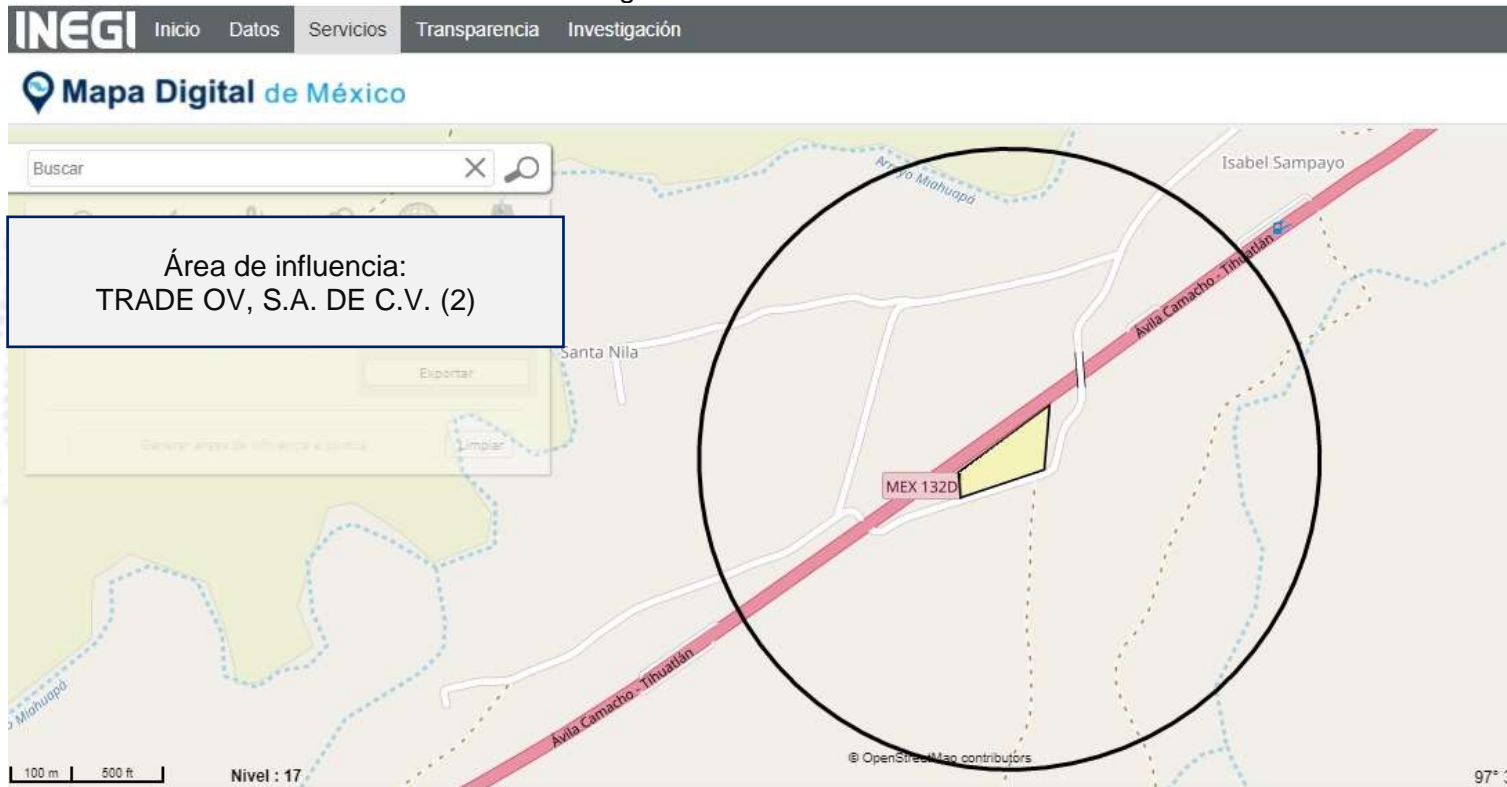 INEGI Inicio Datos Servicios Transparencia Investigación
Mapa Digital de México
Buscar
Área de influencia:
TRADE OV, S.A. DE C.V. (2)
Exportar
Limpiar
Arroyo Miahuapá
Isabel Sampayo
Ávila Camacho - Tihuatlán
Santa Nila
MEX 132D
Ávila Camacho - Tihuatlán
Miahuapá
© OpenStreetMap contributors
100 m 500 ft Nivel : 17
97°